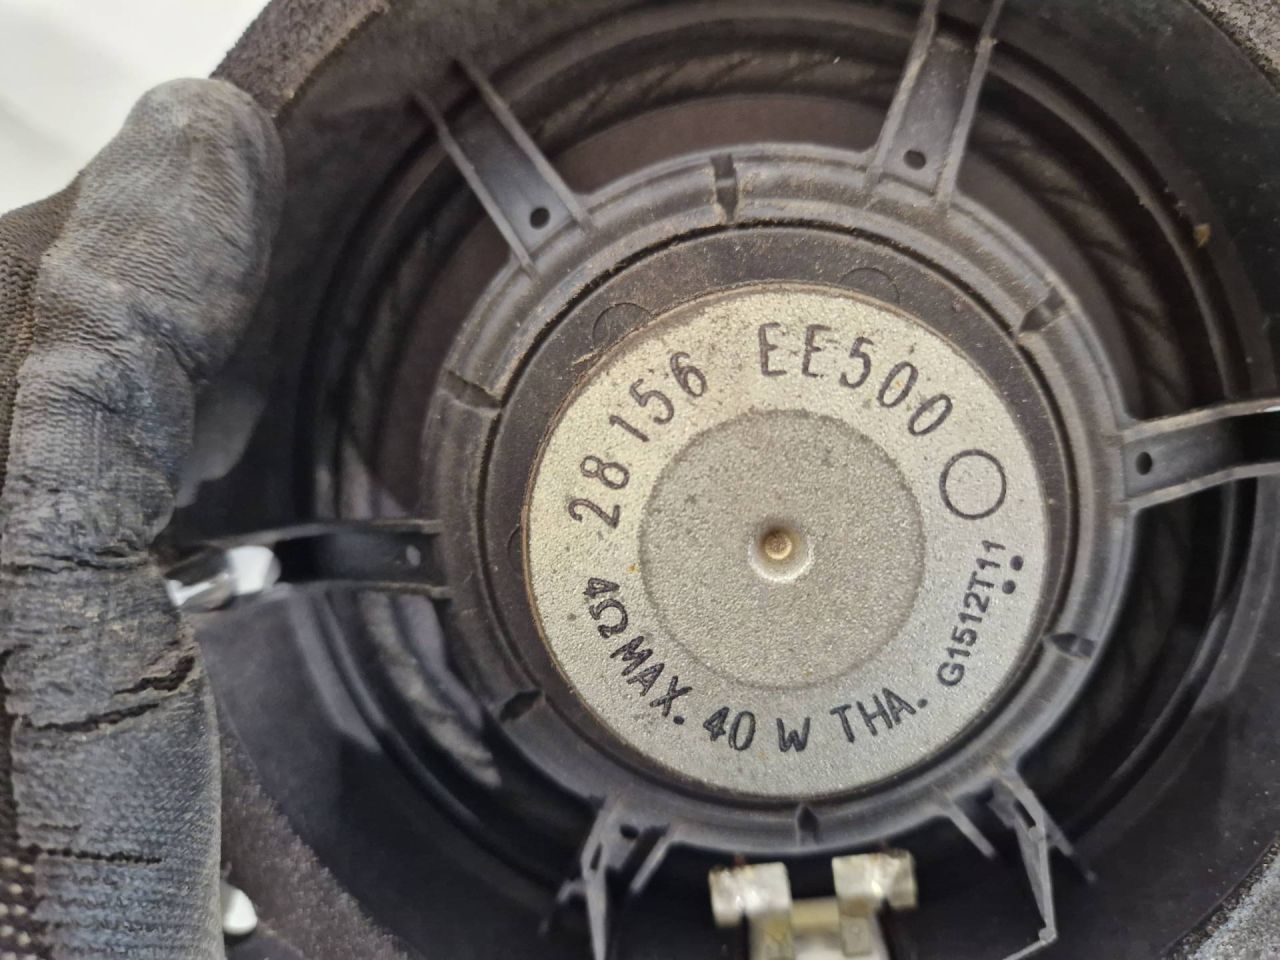 28156 EE500
4Ω MAX. 40 W THA.
G1512T11